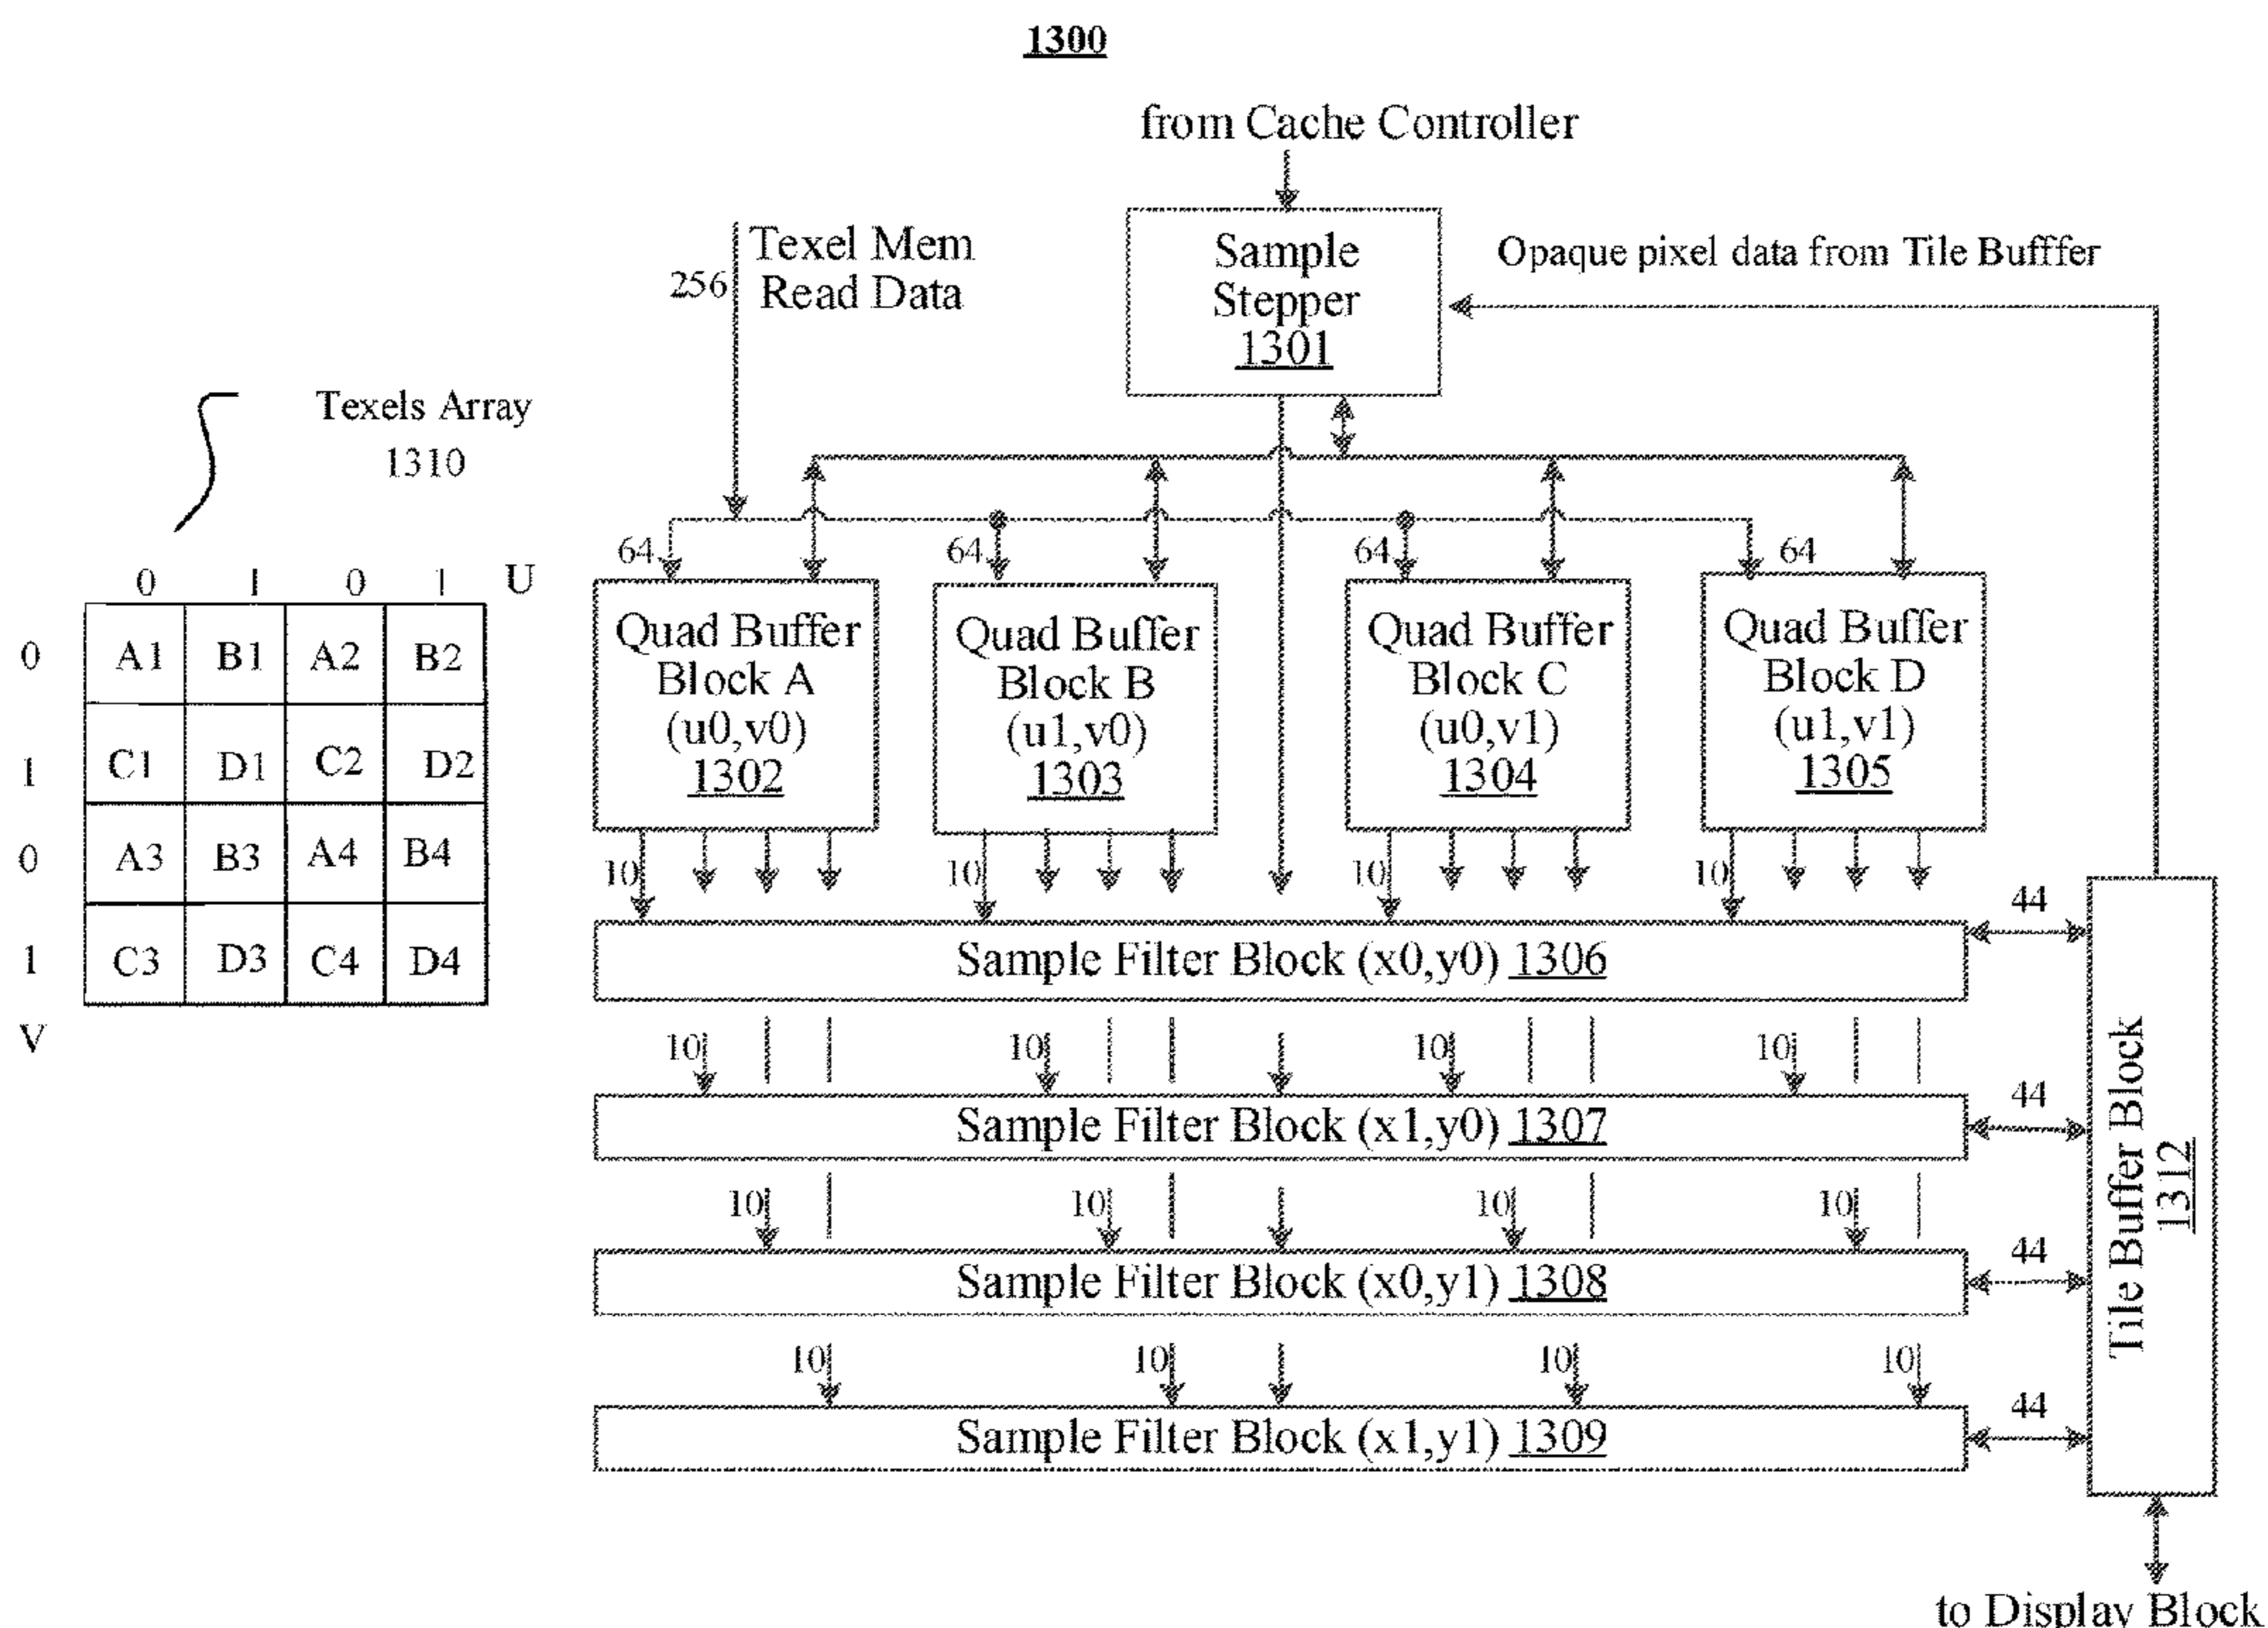 1300
from Cache Controller
Texel Mem
Read Data
256
Sample
Stepper
1301
Opaque pixel data from Tile Bufffer
Texels Array
1310
0 1 0 1 U
0 A1 B1 A2 B2
1 C1 D1 C2 D2
0 A3 B3 A4 B4
1 C3 D3 C4 D4
V
64 64 64 64
Quad Buffer
Block A
(u0,v0)
1302
Quad Buffer
Block B
(u1,v0)
1303
Quad Buffer
Block C
(u0,v1)
1304
Quad Buffer
Block D
(u1,v1)
1305
10 10 10 10
Sample Filter Block (x0,y0) 1306
44
10 10 10 10
Sample Filter Block (x1,y0) 1307
44
10 10 10 10
Sample Filter Block (x0,y1) 1308
44
10 10 10 10
Sample Filter Block (x1,y1) 1309
44
Tile Buffer Block
1312
to Display Block